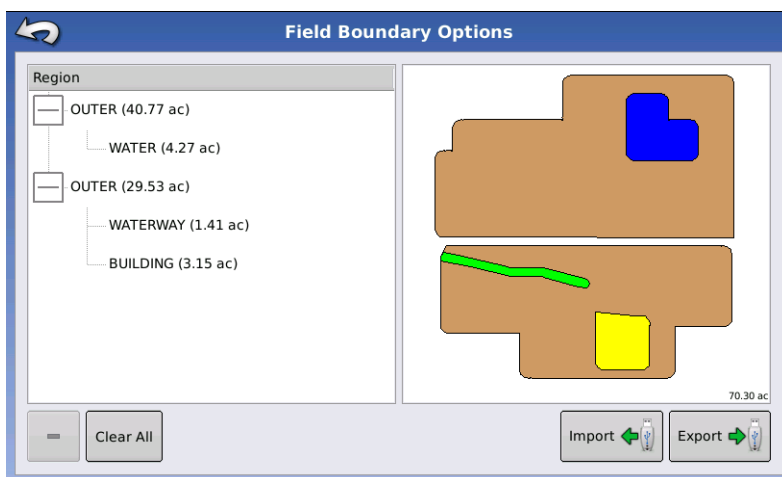 Field Boundary Options
Region
OUTER (40.77 ac)
WATER (4.27 ac)
OUTER (29.53 ac)
WATERWAY (1.41 ac)
BUILDING (3.15 ac)
70.30 ac
Clear All
Import
Export